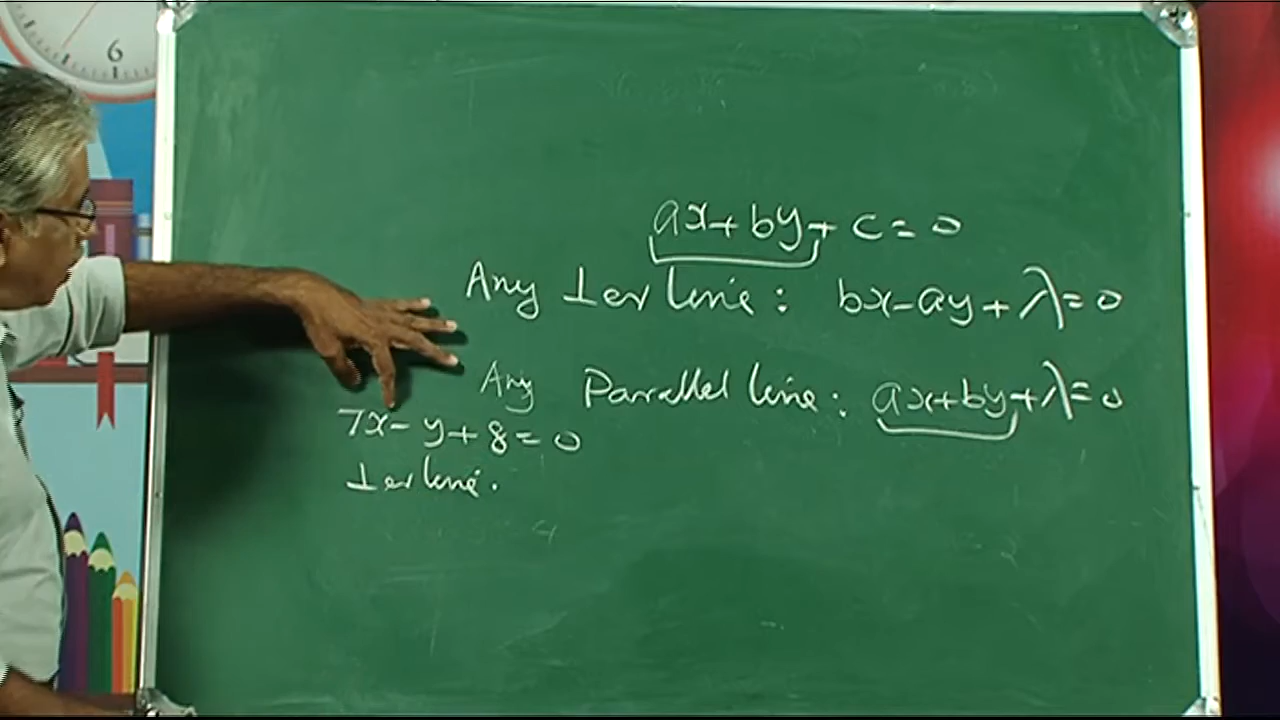 6
ax+by+c=0
Any ⊥er line: bx-ay+λ=0
Any Parallel line: ax+by+λ=0
7x-y+8=0
⊥er line.